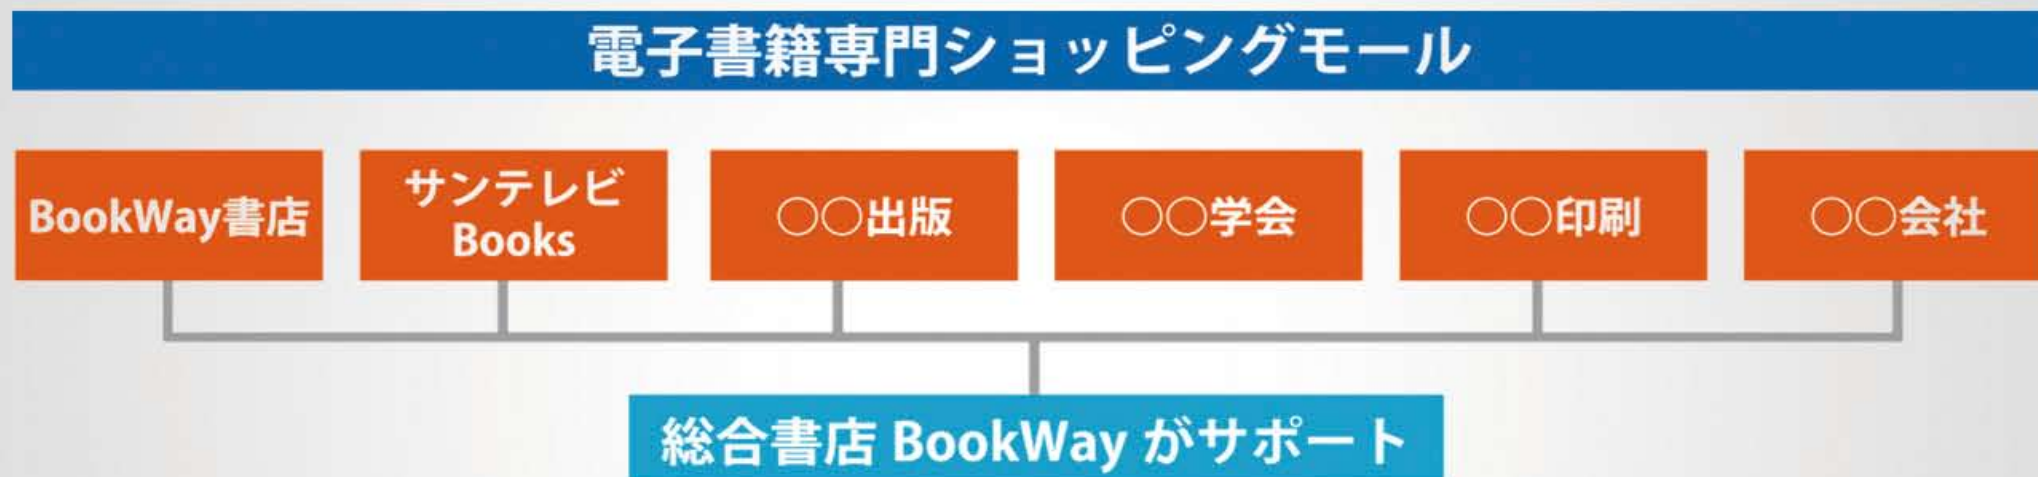 電子書籍専門ショッピングモール
BookWay書店
サンテレビ
Books
○○出版
○○学会
○○印刷
○○会社
総合書店 BookWay がサポート